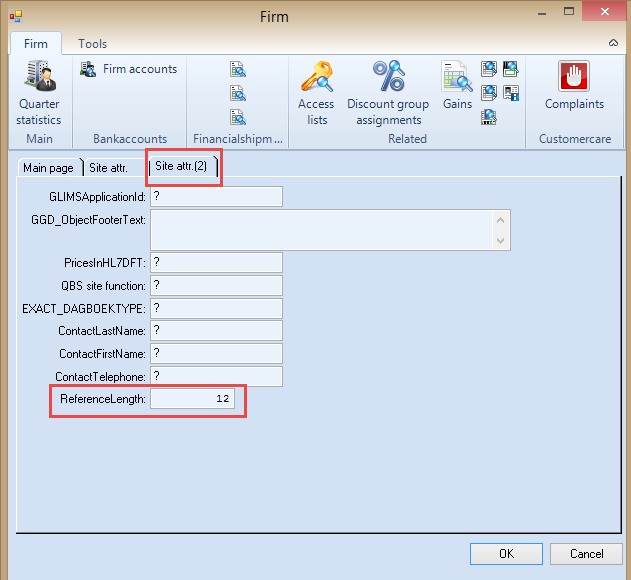 Firm
Firm Tools
Quarter
statistics
Main
Firm accounts
Bankaccounts
Financialshipm ...
Access
lists
Discount group
assignments
Gains
Related
Complaints
Customercare
Main page Site attr. Site attr.(2)
GLIMSApplicationId: ?
GGD_ObjectFooterText:
PricesInHL7DFT: ?
QBS site function: ?
EXACT_DAGBOEKTYPE: ?
ContactLastName: ?
ContactFirstName: ?
ContactTelephone: ?
ReferenceLength: 12
OK Cancel